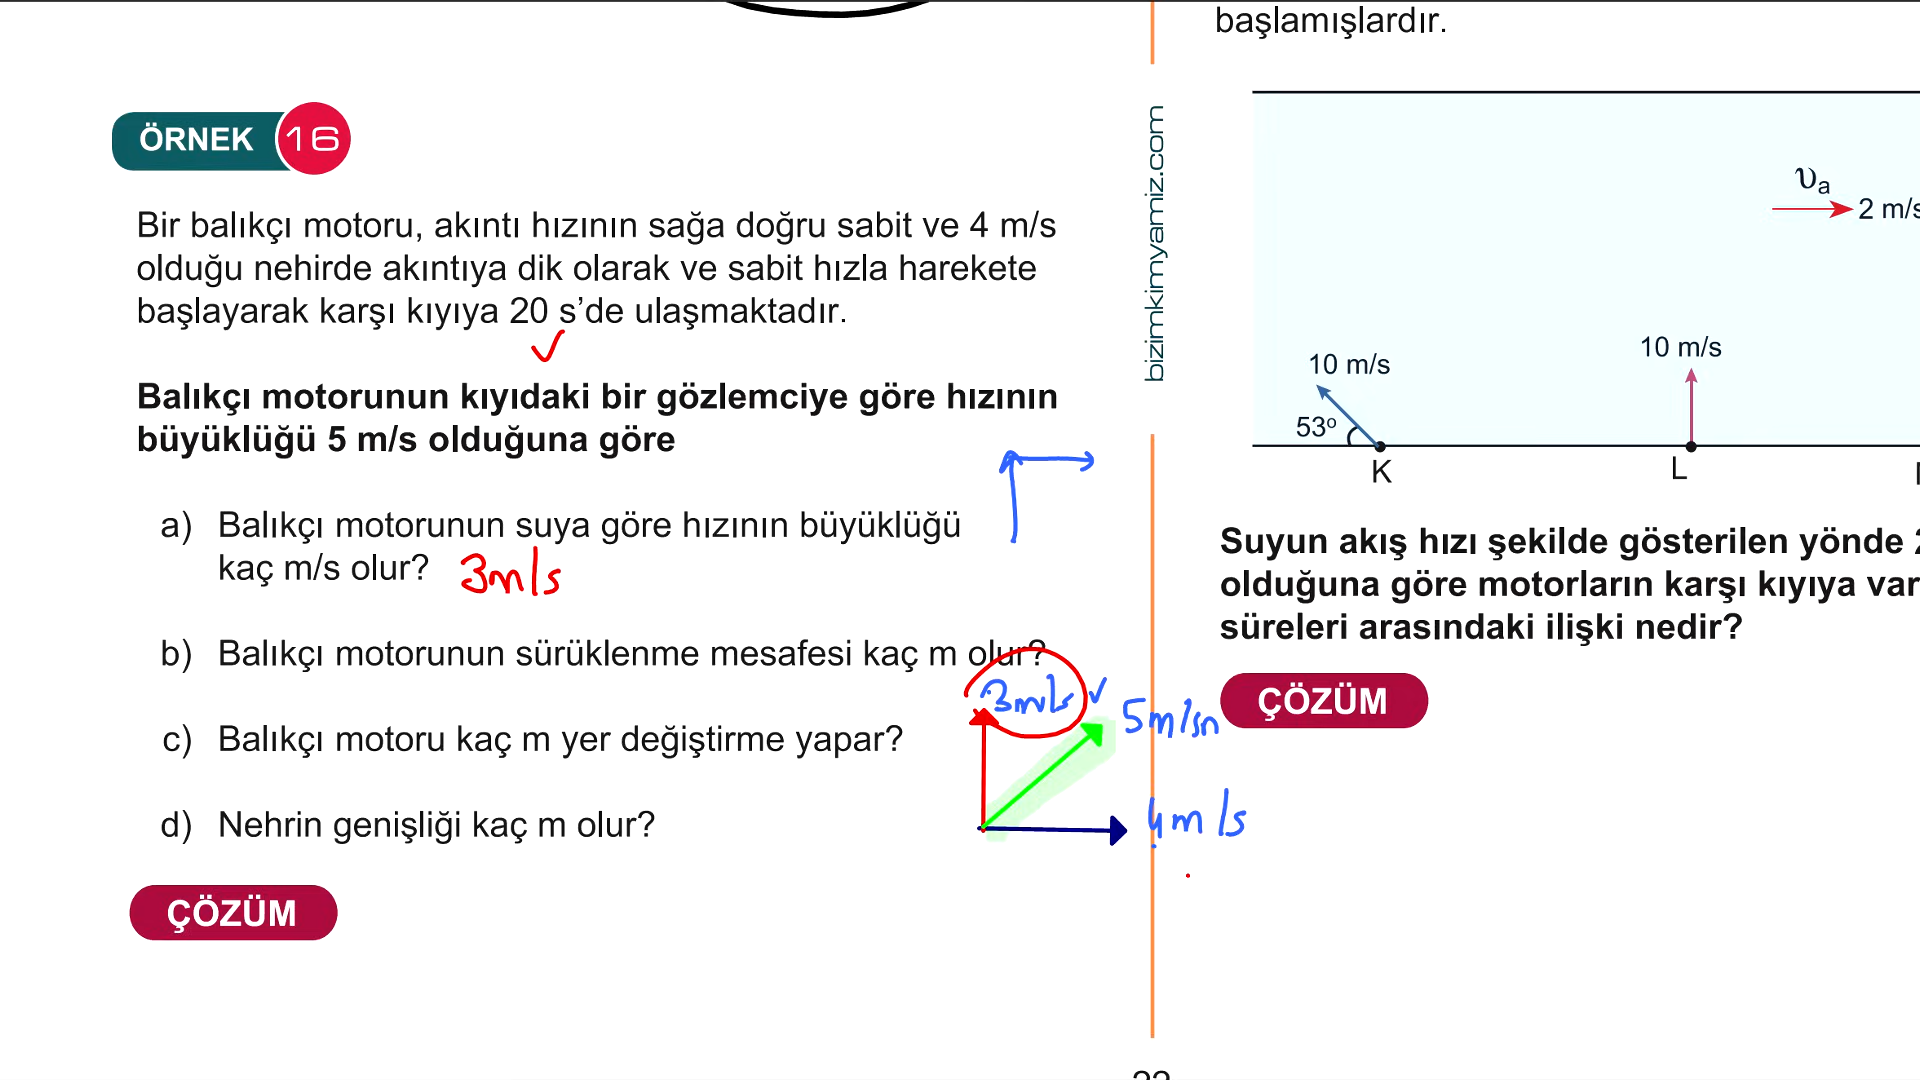 başlamışlardır.
ÖRNEK 16
Bir balıkçı motoru, akıntı hızının sağa doğru sabit ve 4 m/s
olduğu nehirde akıntıya dik olarak ve sabit hızla harekete
başlayarak karşı kıyıya 20 s’de ulaşmaktadır.
Balıkçı motorunun kıyıdaki bir gözlemciye göre hızının
büyüklüğü 5 m/s olduğuna göre
a) Balıkçı motorunun suya göre hızının büyüklüğü
kaç m/s olur? 3m/s
b) Balıkçı motorunun sürüklenme mesafesi kaç m olur?
3m/s
5m/sn
c) Balıkçı motoru kaç m yer değiştirme yapar?
4m/s
d) Nehrin genişliği kaç m olur?
ÇÖZÜM
bizimkimyamiz.com
υa
2 m/s
10 m/s
10 m/s
53o
K
L
Suyun akış hızı şekilde gösterilen yönde
olduğuna göre motorların karşı kıyıya var
süreleri arasındaki ilişki nedir?
ÇÖZÜM